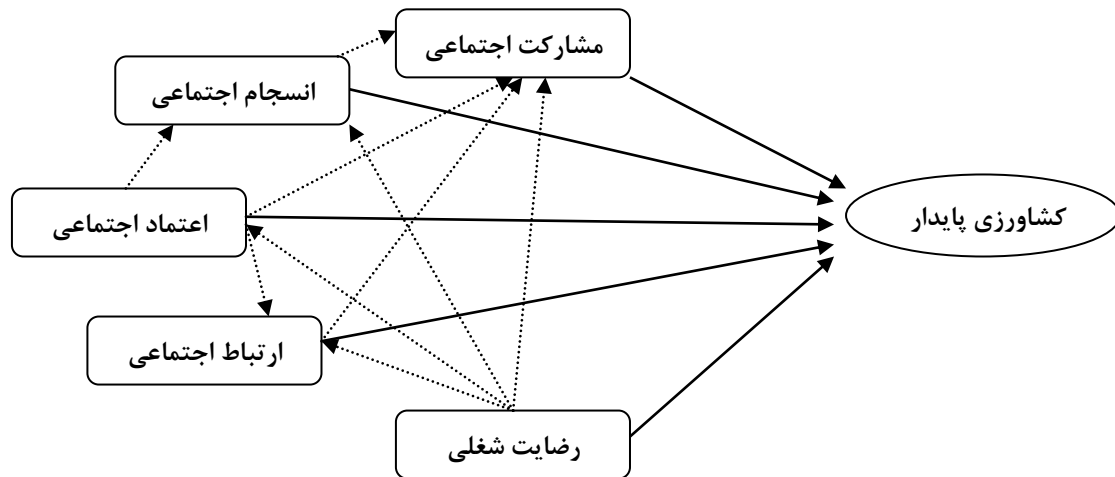 مشارکت اجتماعی
انسجام اجتماعی
اعتماد اجتماعی
کشاورزی پایدار
ارتباط اجتماعی
رضایت شغلی